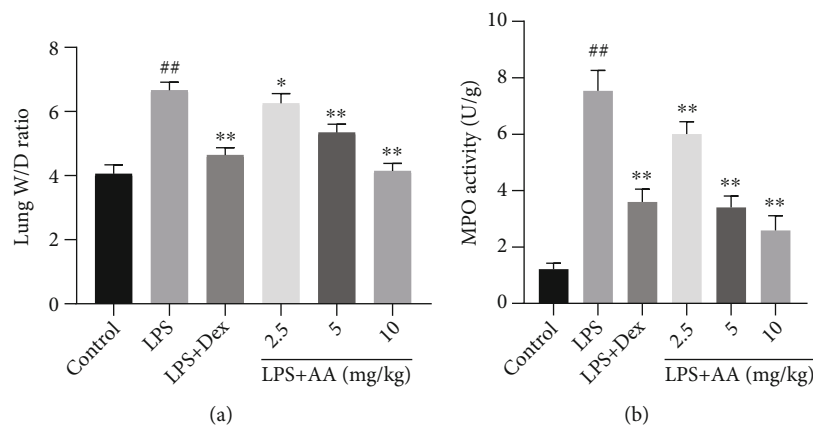 8
6
4
2
0
Lung W/D ratio
##
**
*
**
**
Control
LPS
LPS+Dex
2.5
5
10
LPS+AA (mg/kg)
(a)
10
8
6
4
2
0
MPO activity (U/g)
##
**
**
**
**
Control
LPS
LPS+Dex
2.5
5
10
LPS+AA (mg/kg)
(b)